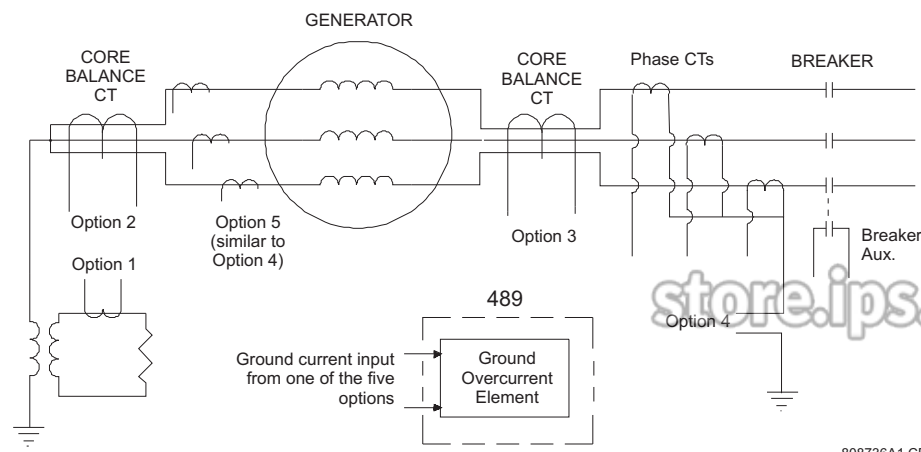 GENERATOR
CORE
BALANCE
CT
CORE
BALANCE
CT
Phase CTs
BREAKER
Option 2
Option 5
(similar to
Option 4)
Option 3
Breaker
Aux.
Option 1
489
store.ips.
Option 4
Ground current input
from one of the five
options
Ground
Overcurrent
Element